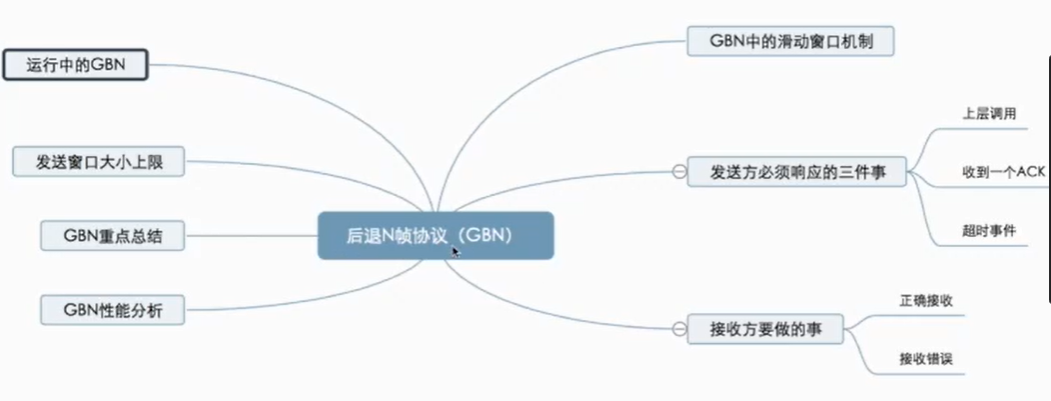 后退N帧协议（GBN）
GBN中的滑动窗口机制
发送方必须响应的三件事
上层调用
收到一个ACK
超时事件
接收方要做的事
正确接收
接收错误
运行中的GBN
发送窗口大小上限
GBN重点总结
GBN性能分析